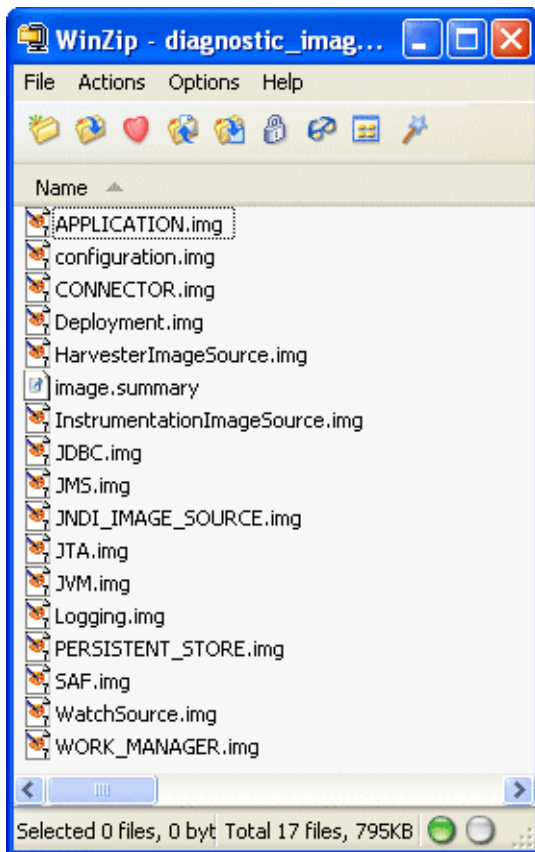 WinZip - diagnostic_imag...
File Actions Options Help
Name
APPLICATION.img
configuration.img
CONNECTOR.img
Deployment.img
HarvesterImageSource.img
image.summary
InstrumentationImageSource.img
JDBC.img
JMS.img
JNDI_IMAGE_SOURCE.img
JTA.img
JVM.img
Logging.img
PERSISTENT_STORE.img
SAF.img
WatchSource.img
WORK_MANAGER.img
Selected 0 files, 0 byt Total 17 files, 795KB